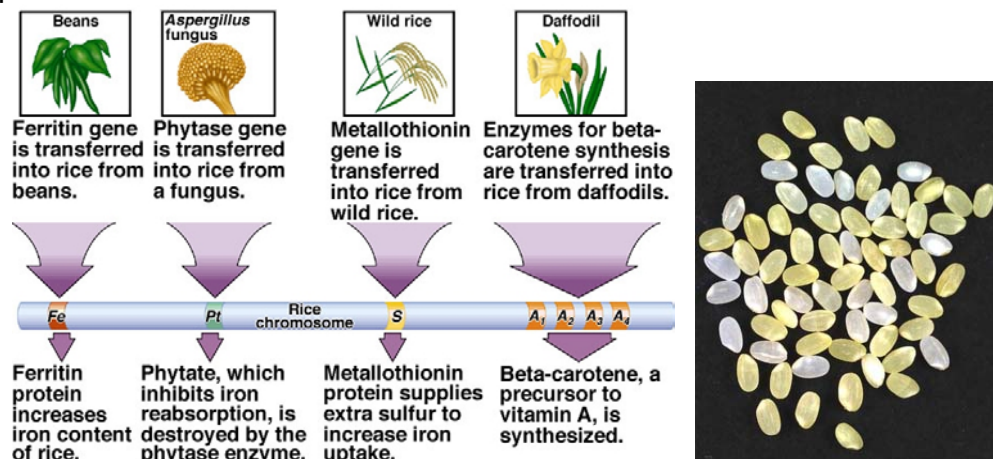 Beans
Aspergillus
fungus
Wild rice
Daffodil
Ferritin gene
is transferred
into rice from
beans.
Phytase gene
is transferred
into rice from
a fungus.
Metallothionin
gene is
transferred
into rice from
wild rice.
Enzymes for beta-
carotene synthesis
are transferred into
rice from daffodils.
Fe
Pt
Rice
chromosome
S
A1
A2
A3
A4
Ferritin
protein
increases
iron content
of rice.
Phytate, which
inhibits iron
reabsorption, is
destroyed by the
phytase enzyme.
Metallothionin
protein supplies
extra sulfur to
increase iron
uptake.
Beta-carotene, a
precursor to
vitamin A, is
synthesized.